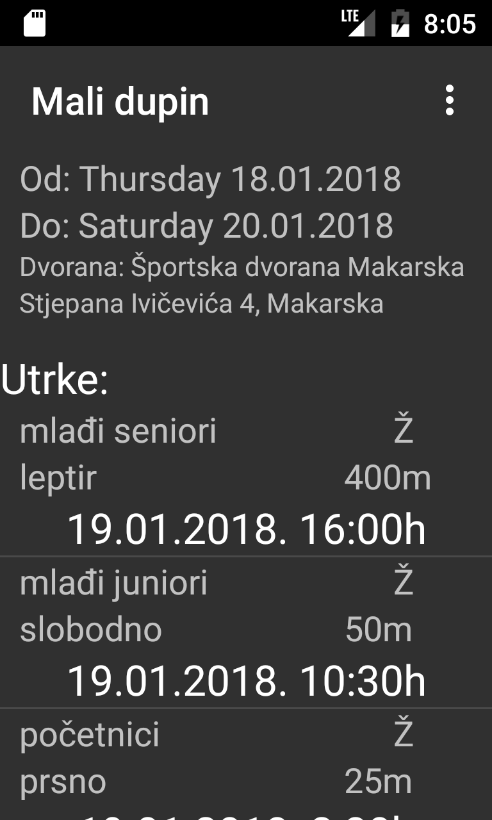 LTE 8:05
Mali dupin
Od: Thursday 18.01.2018
Do: Saturday 20.01.2018
Dvorana: Športska dvorana Makarska
Stjepana Ivičevića 4, Makarska
Utrke:
mlađi seniori Ž
leptir 400m
19.01.2018. 16:00h
mlađi juniori Ž
slobodno 50m
19.01.2018. 10:30h
početnici Ž
prsno 25m